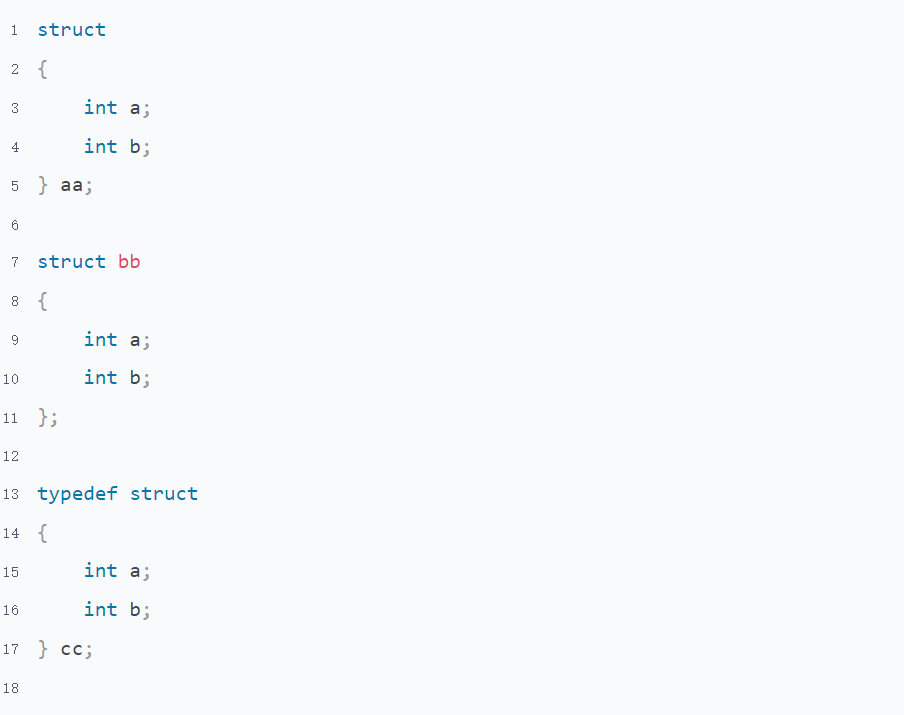 1 struct
2 {
3     int a;
4     int b;
5 } aa;
6
7 struct bb
8 {
9     int a;
10     int b;
11 };
12
13 typedef struct
14 {
15     int a;
16     int b;
17 } cc;
18